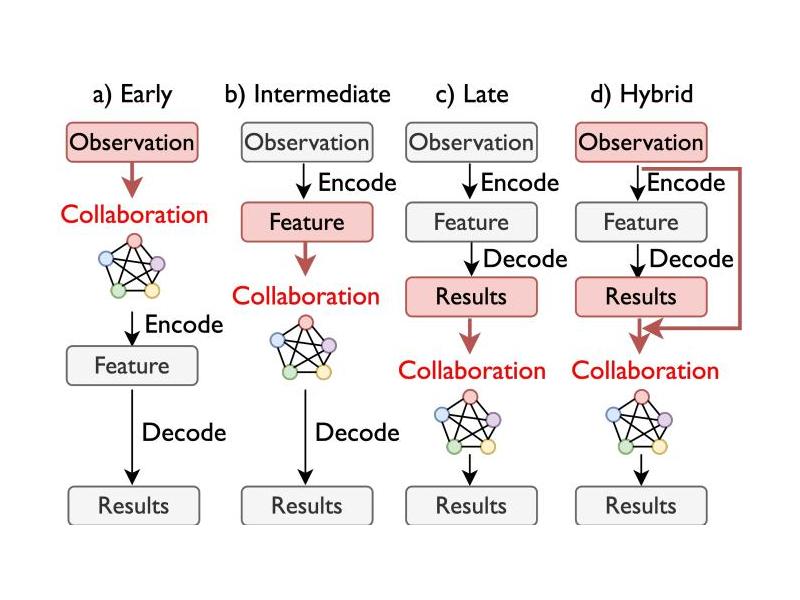 a) Early
Observation
Collaboration
Encode
Feature
Decode
Results
b) Intermediate
Observation
Encode
Feature
Collaboration
Decode
Results
c) Late
Observation
Encode
Feature
Decode
Results
Collaboration
Results
d) Hybrid
Observation
Encode
Feature
Decode
Results
Collaboration
Results